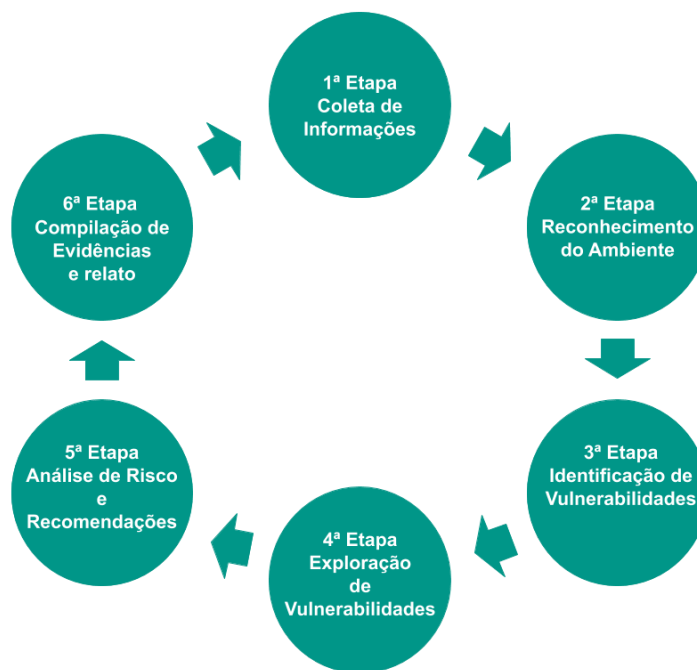 1ª Etapa
Coleta de
Informações
2ª Etapa
Reconhecimento
do Ambiente
3ª Etapa
Identificação de
Vulnerabilidades
4ª Etapa
Exploração
de
Vulnerabilidades
5ª Etapa
Análise de Risco
e
Recomendações
6ª Etapa
Compilação de
Evidências
e relato